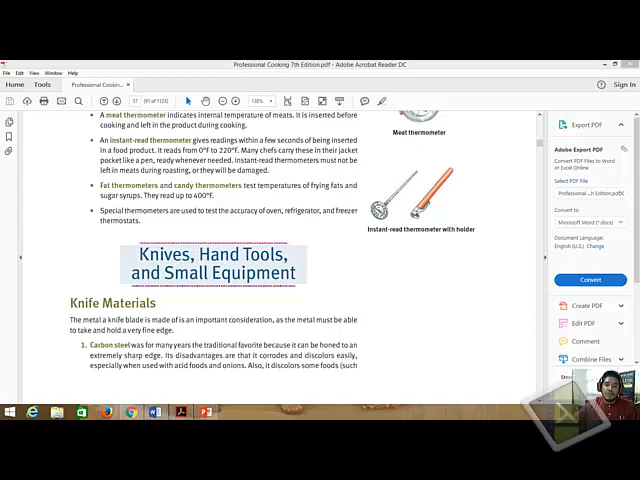 Professional Cooking 7th Edition.pdf - Adobe Acrobat Reader DC
File Edit View Window Help
Home Tools Professional Cookin... × Sign In
57 (91 of 1123) 138%
• A meat thermometer indicates internal temperature of meats. It is inserted before
cooking and left in the product during cooking.
• An instant-read thermometer gives readings within a few seconds of being inserted
in a food product. It reads from 0°F to 220°F. Many chefs carry these in their jacket
pocket like a pen, ready whenever needed. Instant-read thermometers must not be
left in meats during roasting, or they will be damaged.
• Fat thermometers and candy thermometers test temperatures of frying fats and
sugar syrups. They read up to 400°F.
• Special thermometers are used to test the accuracy of oven, refrigerator, and freezer
thermostats.
Meat thermometer
Instant-read thermometer with holder
Knives, Hand Tools,
and Small Equipment
Knife Materials
The metal a knife blade is made of is an important consideration, as the metal must be able
to take and hold a very fine edge.
1. Carbon steel was for many years the traditional favorite because it can be honed to an
extremely sharp edge. Its disadvantages are that it corrodes and discolors easily,
especially when used with acid foods and onions. Also, it discolors some foods (such
Export PDF
Adobe Export PDF
Convert PDF Files to Word
or Excel Online
Select PDF File
Professional ...h Edition.pdf
Convert to
Microsoft Word (*.docx)
Document Language:
English (U.S.) Change
Convert
Create PDF
Edit PDF
Comment
Combine Files